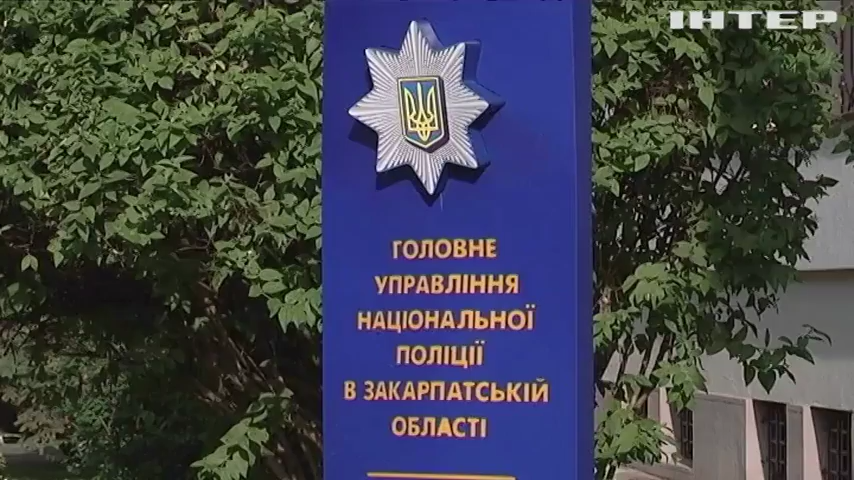 ІНТЕР
ГОЛОВНЕ
УПРАВЛІННЯ
НАЦІОНАЛЬНОЇ
ПОЛІЦІЇ
В ЗАКАРПАТСЬКІЙ
ОБЛАСТІ